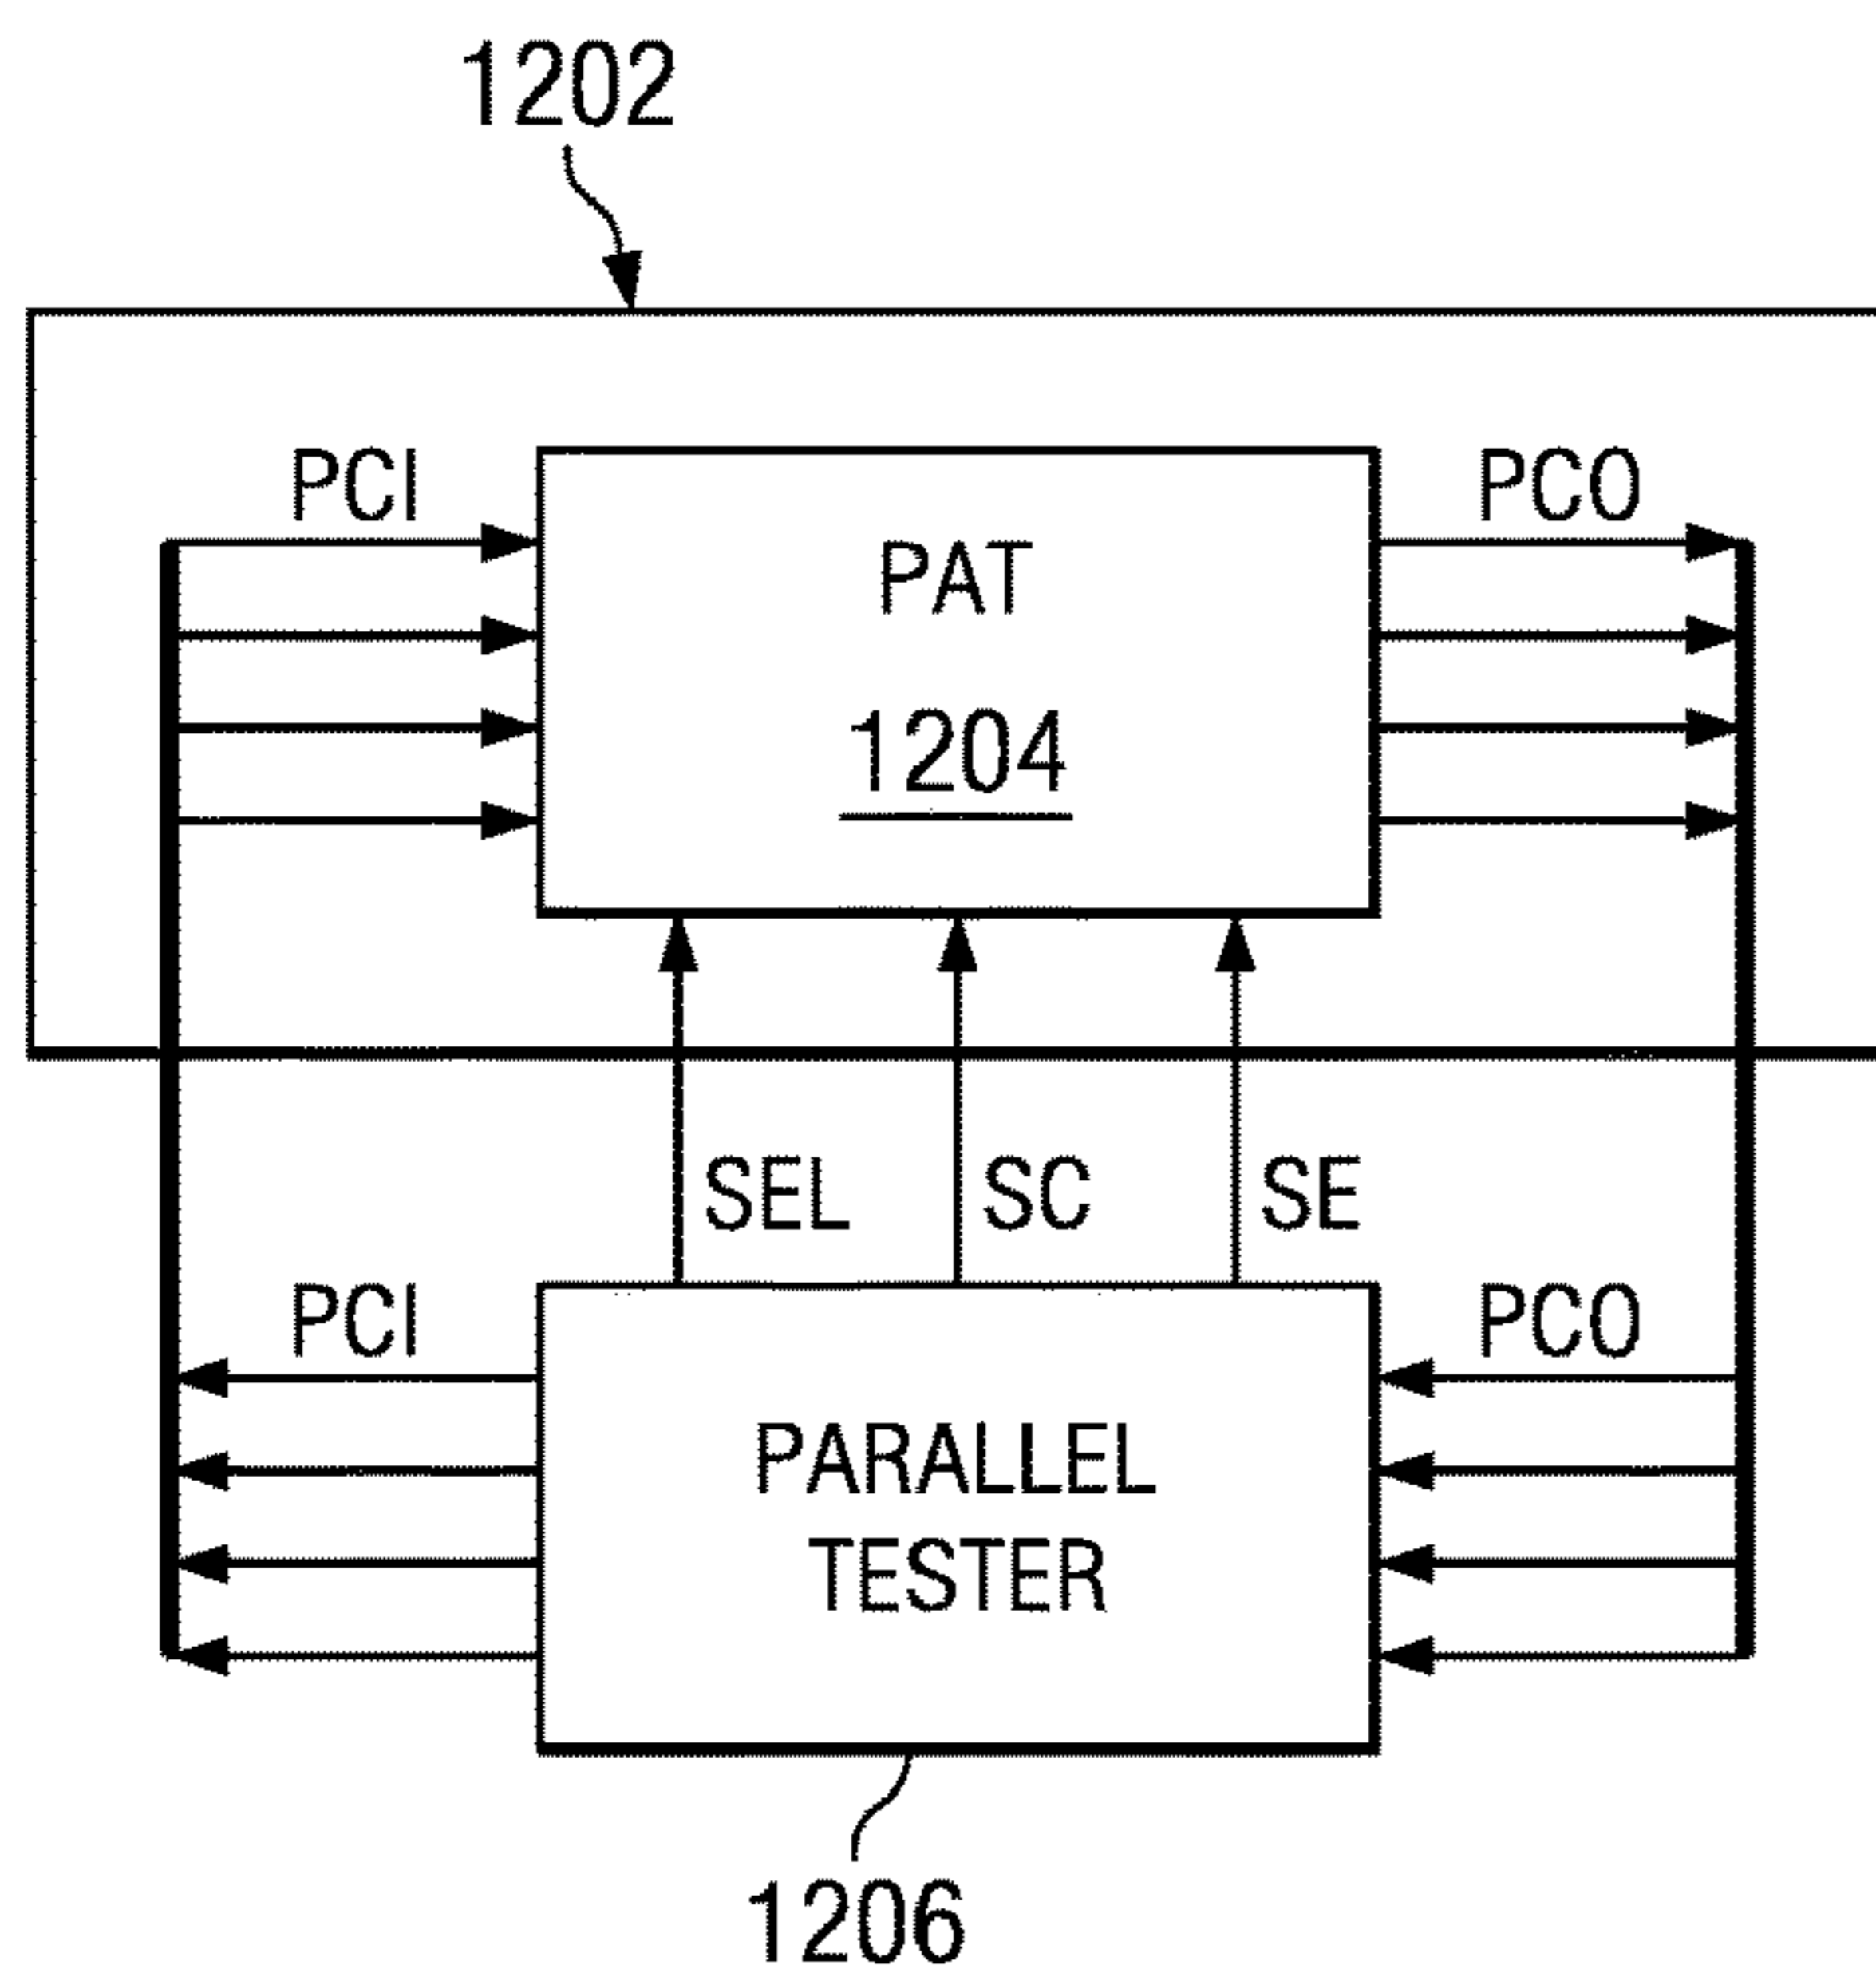 1202
PCI
PCO
PAT
1204
SEL
SC
SE
PCI
PCO
PARALLEL
TESTER
1206